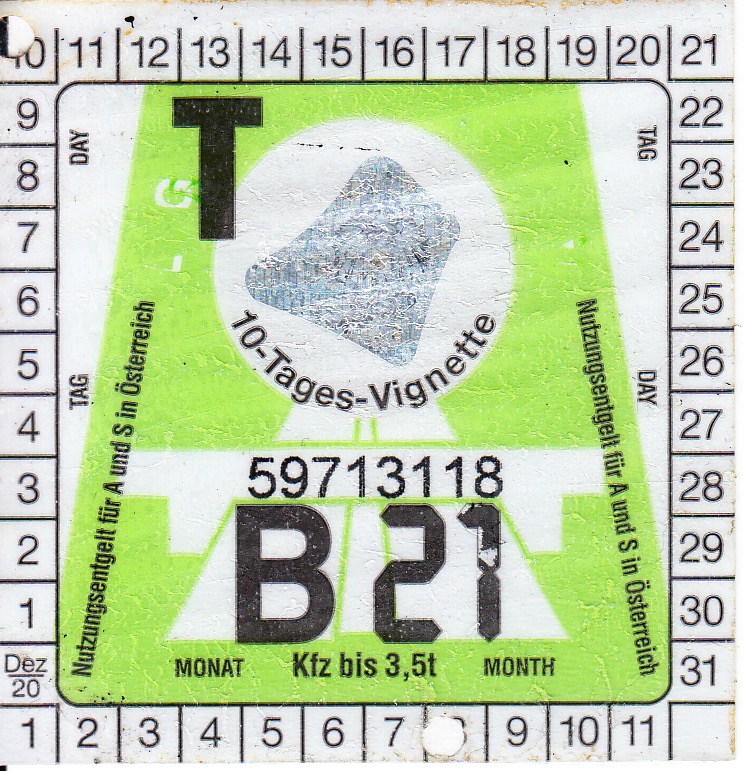 10 11 12 13 14 15 16 17 18 19 20 21
9
8
7
6
5
4
3
2
1
Dez
20
DAY
TAG
T
TAG
DAY
10-Tages-Vignette
Nutzungsentgelt für A und S in Österreich
Nutzungsentgelt für A und S in Österreich
59713118
B 21
MONAT Kfz bis 3,5t MONTH
22
23
24
25
26
27
28
29
30
31
1 2 3 4 5 6 7 9 10 11